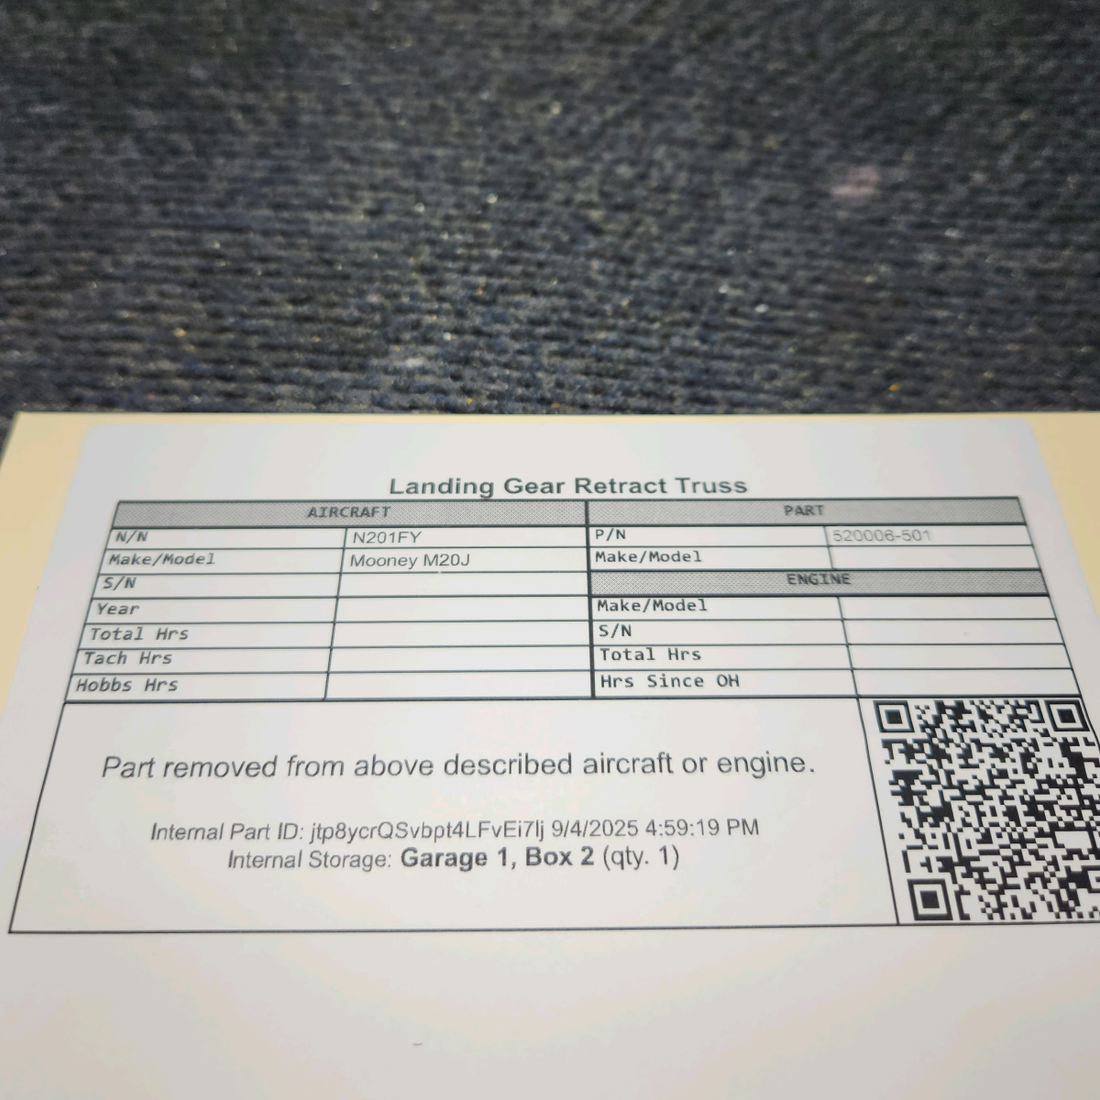 Landing Gear Retract Truss
AIRCRAFT PART
N/N N201FY P/N 520006-501
Make/Model Mooney M20J Make/Model
S/N ENGINE
Year Make/Model
Total Hrs S/N
Tach Hrs Total Hrs
Hobbs Hrs Hrs Since OH
Part removed from above described aircraft or engine.
Internal Part ID: jtp8ycrQSvbpt4LFvEi7lj 9/4/2025 4:59:19 PM
Internal Storage: Garage 1, Box 2 (qty. 1)